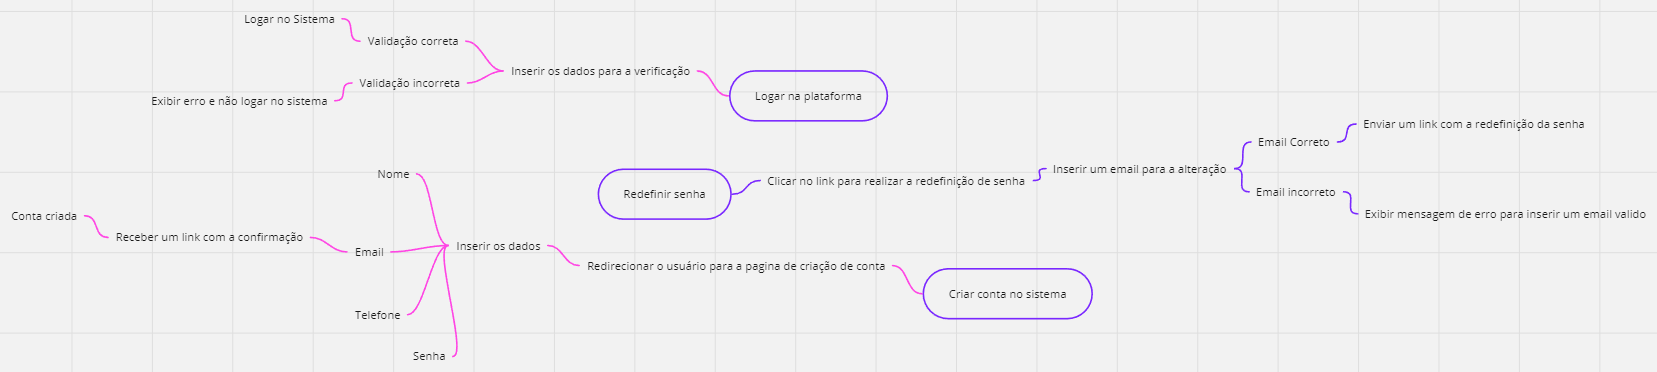 Logar no Sistema
Validação correta
Inserir os dados para a verificação
Validação incorreta
Exibir erro e não logar no sistema
Logar na plataforma
Redefinir senha
Clicar no link para realizar a redefinição de senha
Inserir um email para a alteração
Email Correto
Enviar um link com a redefinição da senha
Email incorreto
Exibir mensagem de erro para inserir um email valido
Nome
Conta criada
Receber um link com a confirmação
Email
Inserir os dados
Redirecionar o usuário para a pagina de criação de conta
Criar conta no sistema
Telefone
Senha